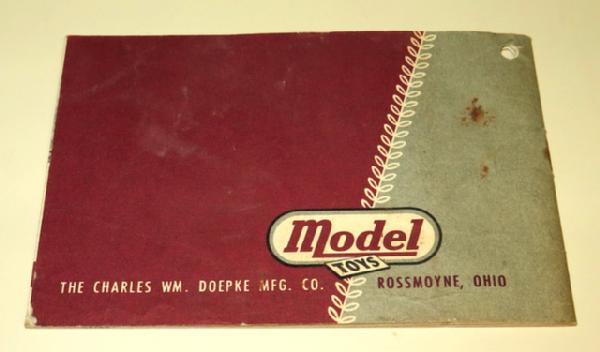 Model
TOYS
THE CHARLES WM. DOEPKE MFG. CO. ROSSMOYNE, OHIO